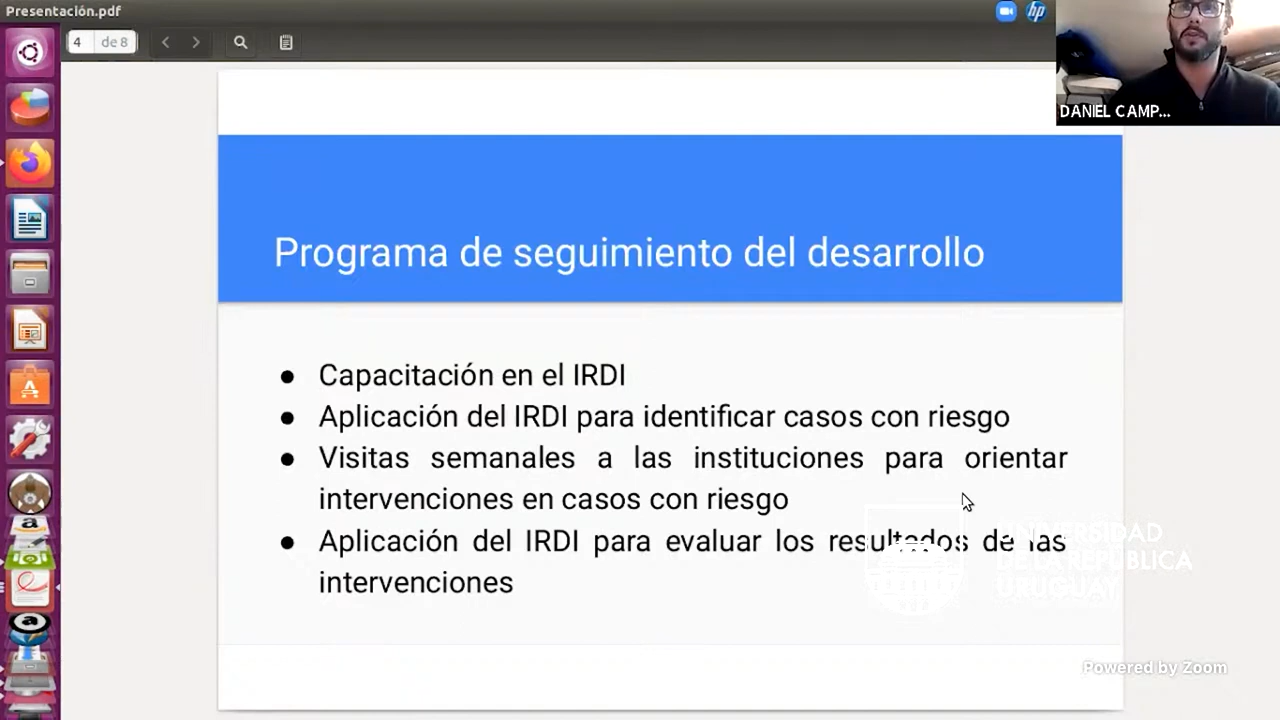 Presentación.pdf
4 de 8
DANIEL CAMP...
Programa de seguimiento del desarrollo
● Capacitación en el IRDI
● Aplicación del IRDI para identificar casos con riesgo
● Visitas semanales a las instituciones para orientar
intervenciones en casos con riesgo
● Aplicación del IRDI para evaluar los resultados de las
intervenciones
UNIVERSIDAD
DE LA REPÚBLICA
URUGUAY
Powered by Zoom